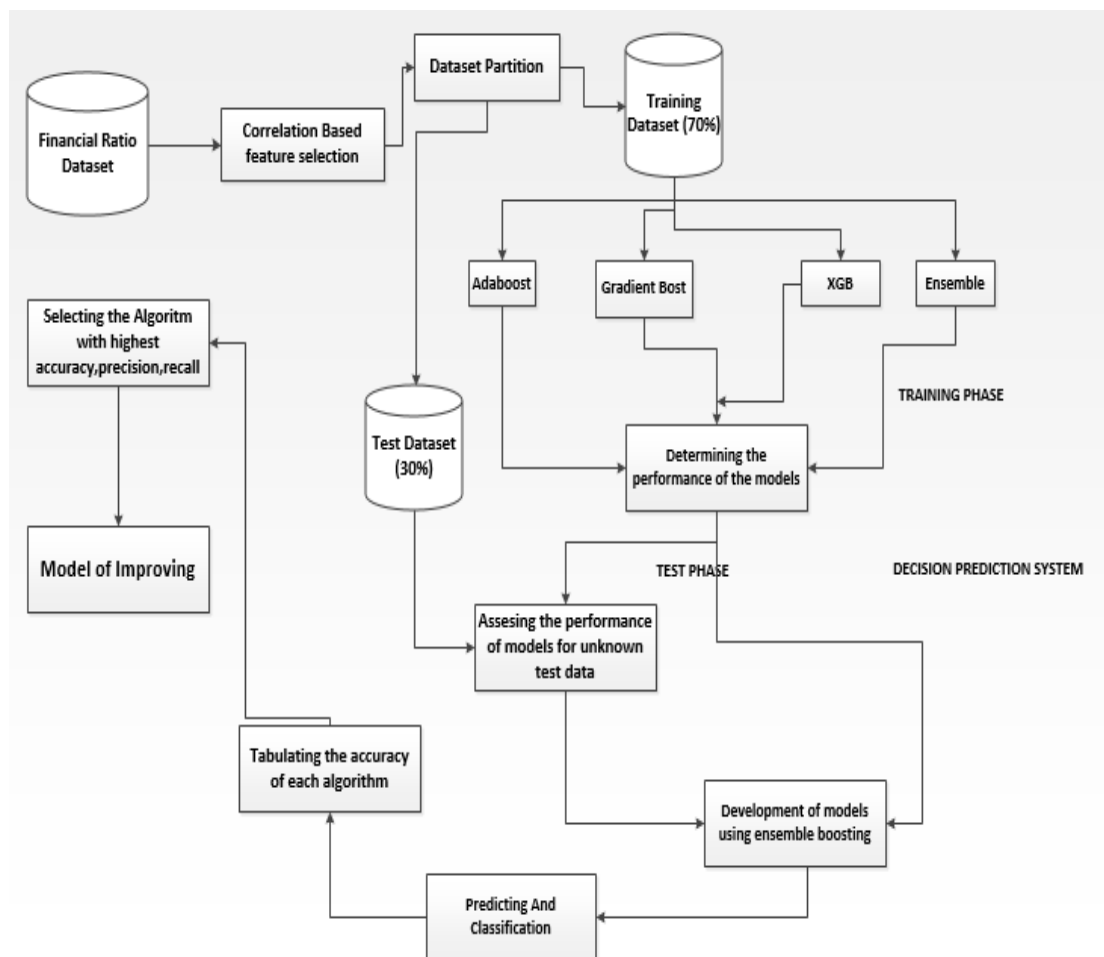 Financial Ratio
Dataset
Correlation Based
feature selection
Dataset Partition
Training
Dataset (70%)
Adaboost
Gradient Bost
XGB
Ensemble
TRAINING PHASE
Determining the
performance of the models
Test Dataset
(30%)
TEST PHASE
DECISION PREDICTION SYSTEM
Assesing the performance
of models for unknown
test data
Development of models
using ensemble boosting
Predicting And
Classification
Tabulating the accuracy
of each algorithm
Selecting the Algoritm
with highest
accuracy,precision,recall
Model of Improving